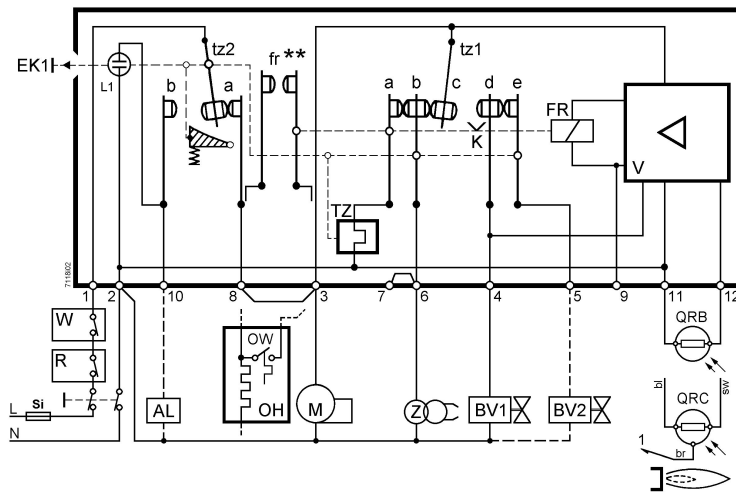 tz2
fr **
tz1
EK1
L1
b
a
a
b
c
d
e
FR
K
V
TZ
711802
1
2
10
8
3
7
6
4
5
9
11
12
W
R
L
Si
N
AL
OW
OH
M
Z
BV1
BV2
QRB
bl
sw
QRC
1
br